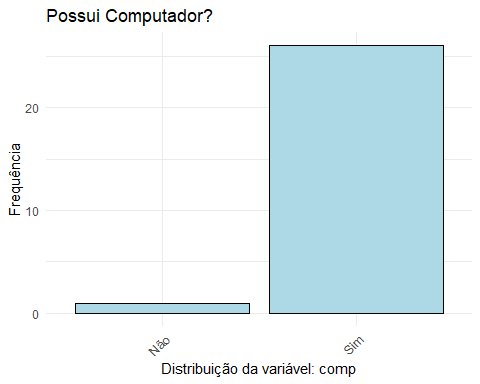 Possui Computador?
Frequência
20
10
0
Não
Sim
Distribuição da variável: comp